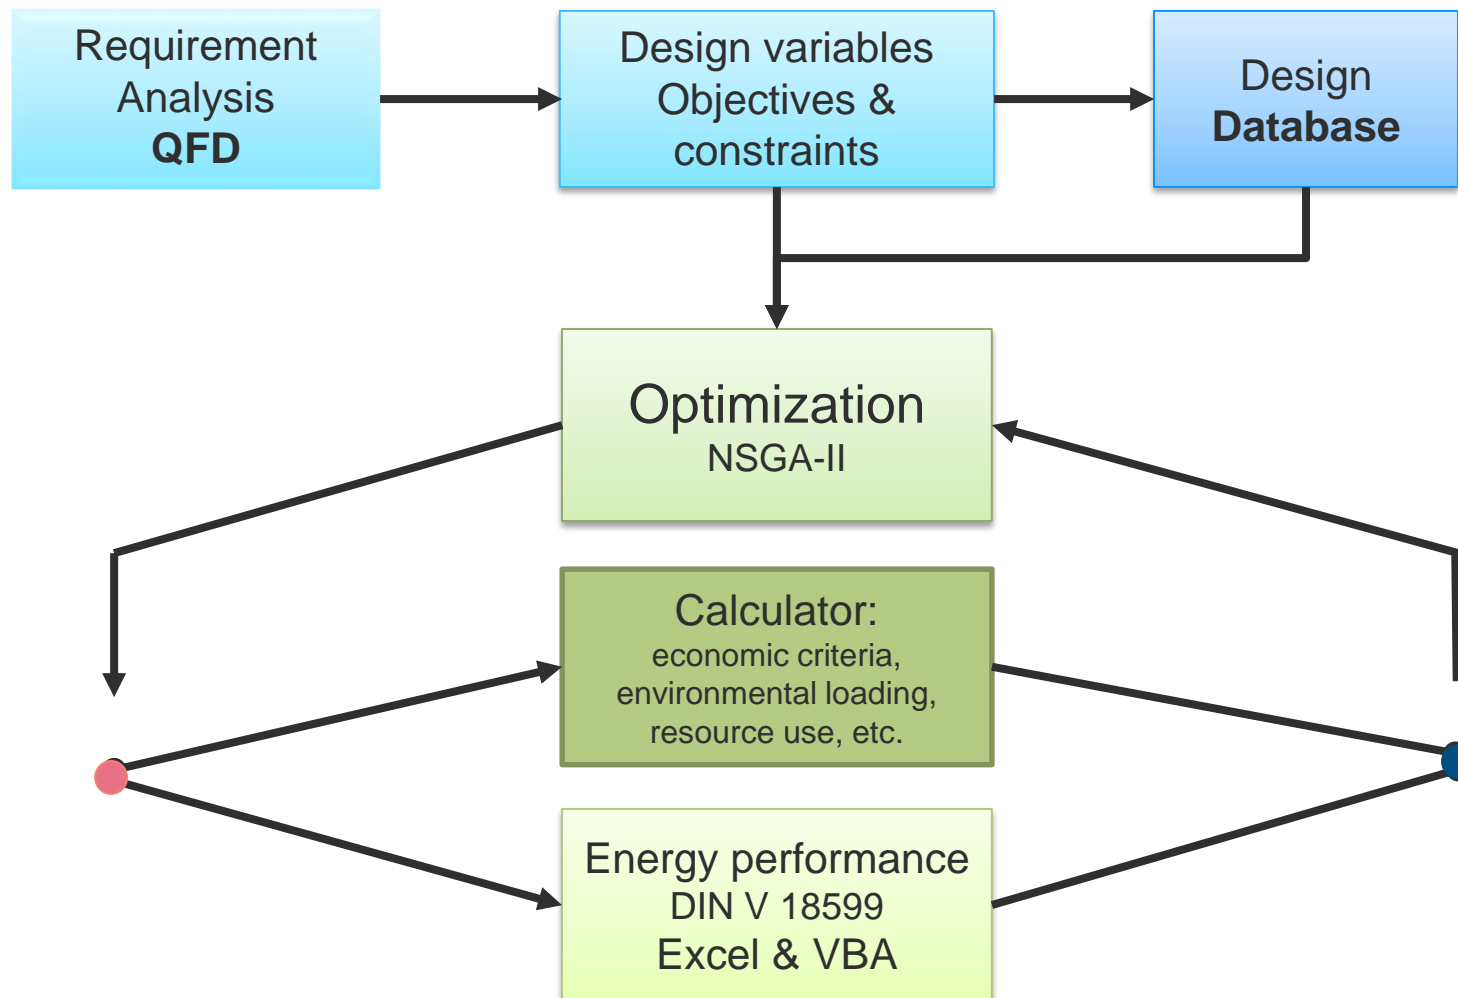 Requirement
Analysis
QFD
Design variables
Objectives &
constraints
Design
Database
Optimization
NSGA-II
Calculator:
economic criteria,
environmental loading,
resource use, etc.
Energy performance
DIN V 18599
Excel & VBA